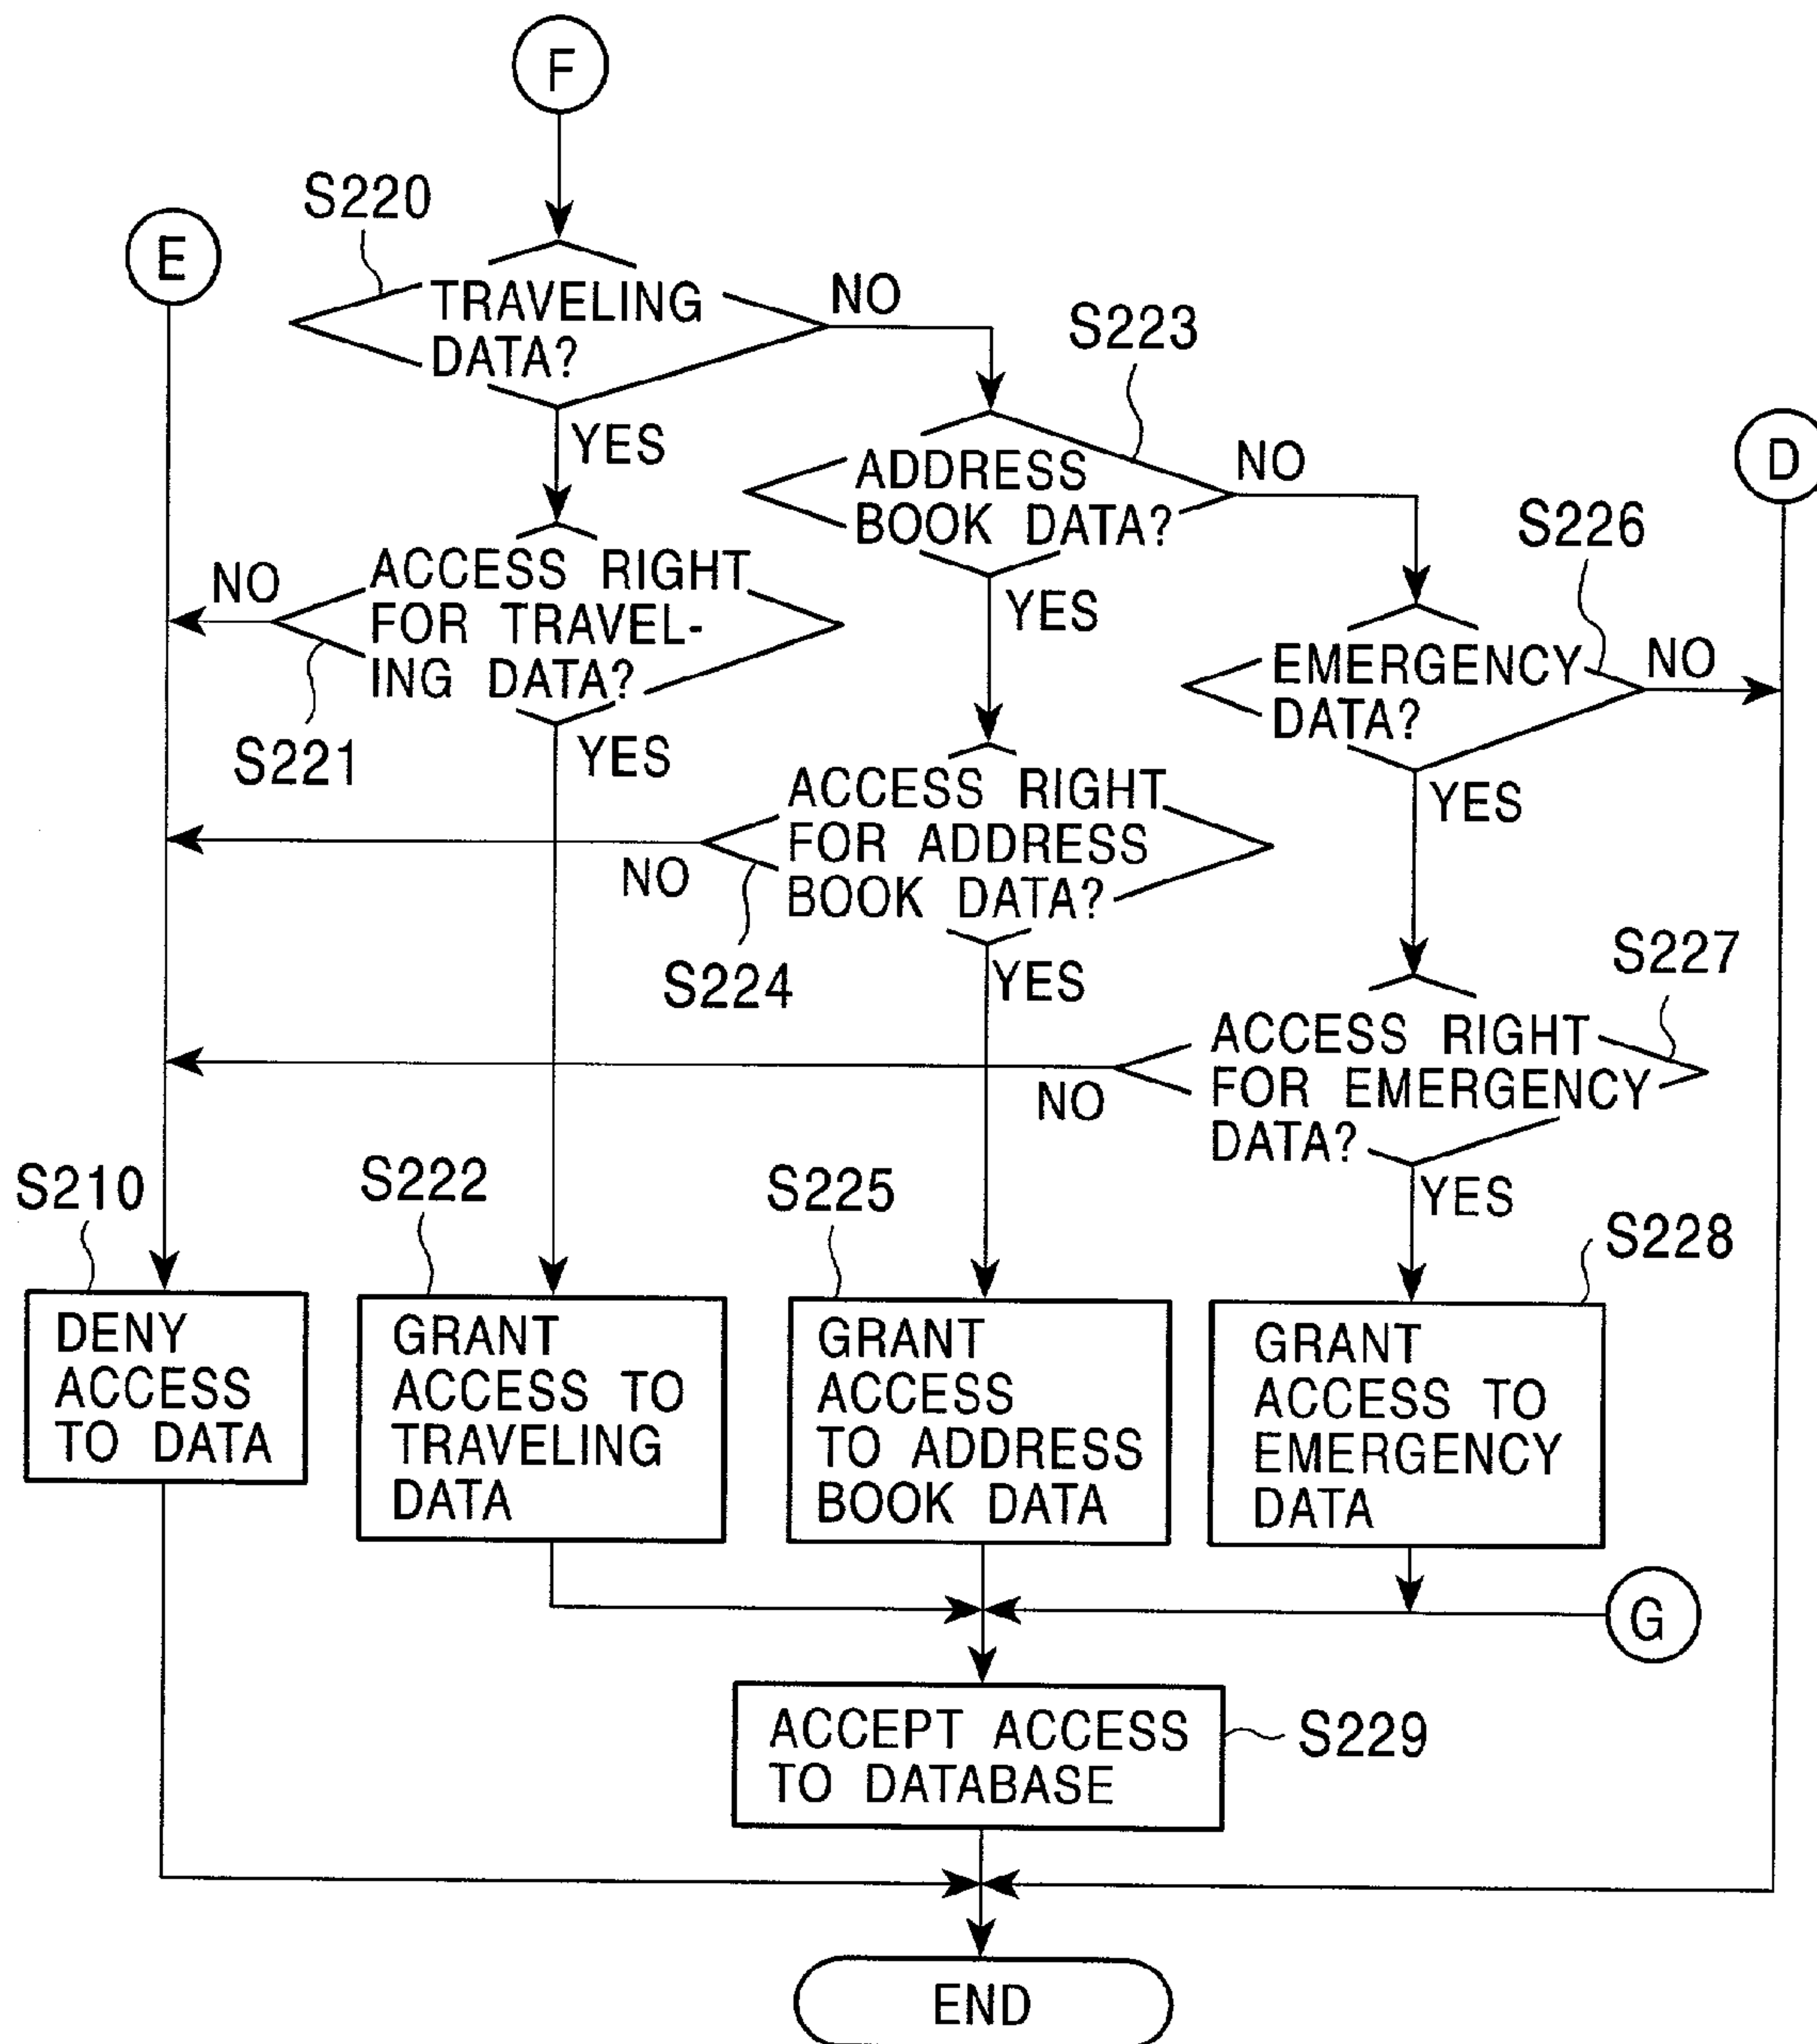 F
S220
E
TRAVELING
DATA?
NO
S223
YES
ADDRESS
BOOK DATA?
NO
D
S226
ACCESS RIGHT
FOR TRAVEL-
ING DATA?
NO
YES
S221
YES
EMERGENCY
DATA?
NO
ACCESS RIGHT
FOR ADDRESS
BOOK DATA?
YES
NO
S224
YES
S227
ACCESS RIGHT
FOR EMERGENCY
DATA?
NO
YES
S210
S222
S225
S228
DENY
ACCESS
TO DATA
GRANT
ACCESS TO
TRAVELING
DATA
GRANT
ACCESS
TO ADDRESS
BOOK DATA
GRANT
ACCESS TO
EMERGENCY
DATA
G
ACCEPT ACCESS
TO DATABASE
S229
END